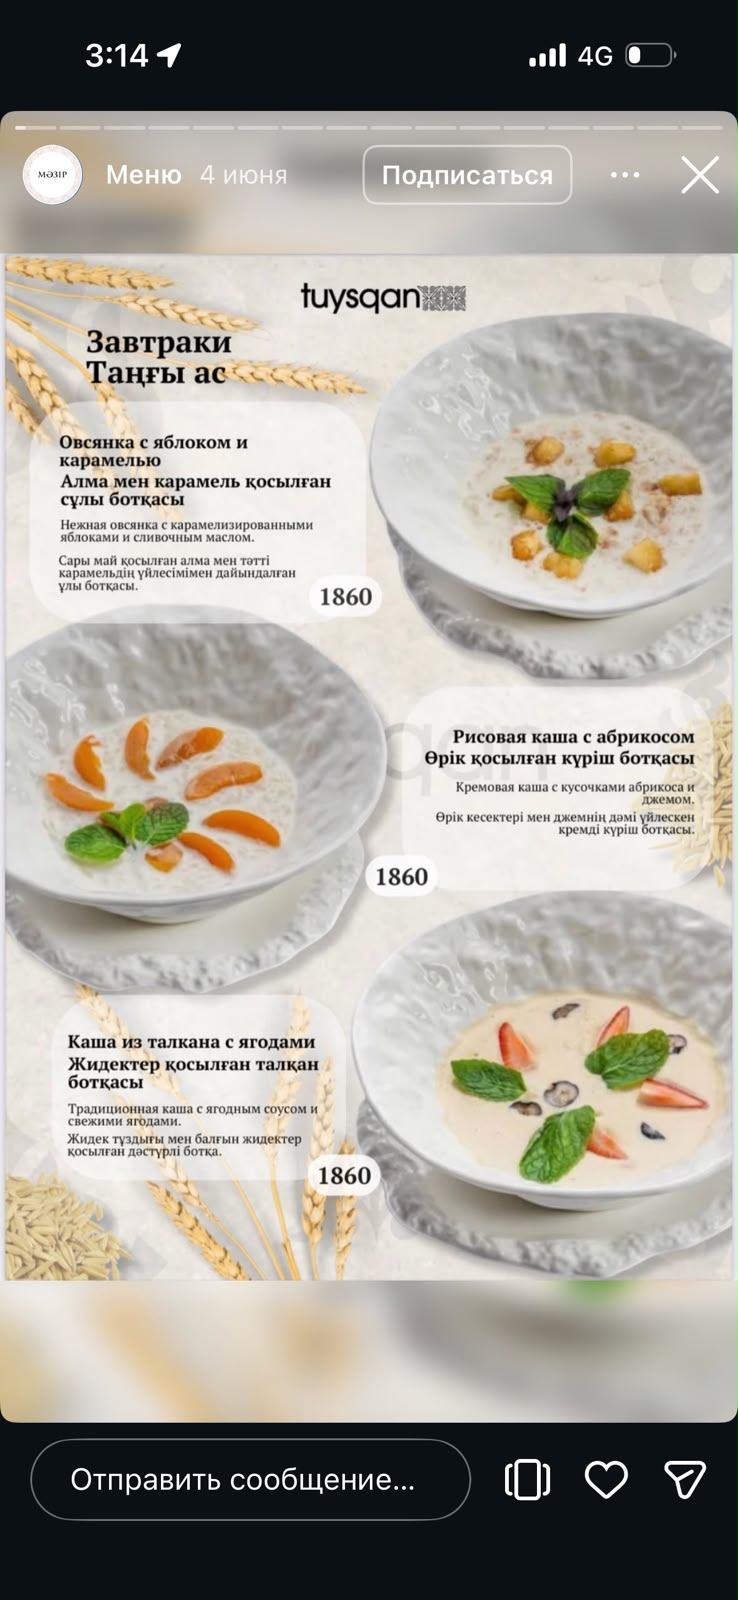 3:14
4G
МӘЗІР
Меню 4 июня
Подписаться
tuysqan
Завтраки
Таңғы ас
Овсянка с яблоком и
карамелью
Алма мен карамель қосылған
сұлы ботқасы
Нежная овсянка с карамелизированными
яблоками и сливочным маслом.
Сары май қосылған алма мен тәтті
карамельдің үйлесімімен дайындалған
ұлы ботқасы.
1860
Рисовая каша с абрикосом
Өрік қосылған күріш ботқасы
Кремовая каша с кусочками абрикоса и
джемом.
Өрік кесектері мен джемнің дәмі үйлескен
кремді күріш ботқасы.
1860
Каша из талкана с ягодами
Жидектер қосылған талқан
ботқасы
Традиционная каша с ягодным соусом и
свежими ягодами.
Жидек тұздығы мен балғын жидектер
қосылған дәстүрлі ботқа.
1860
Отправить сообщение...